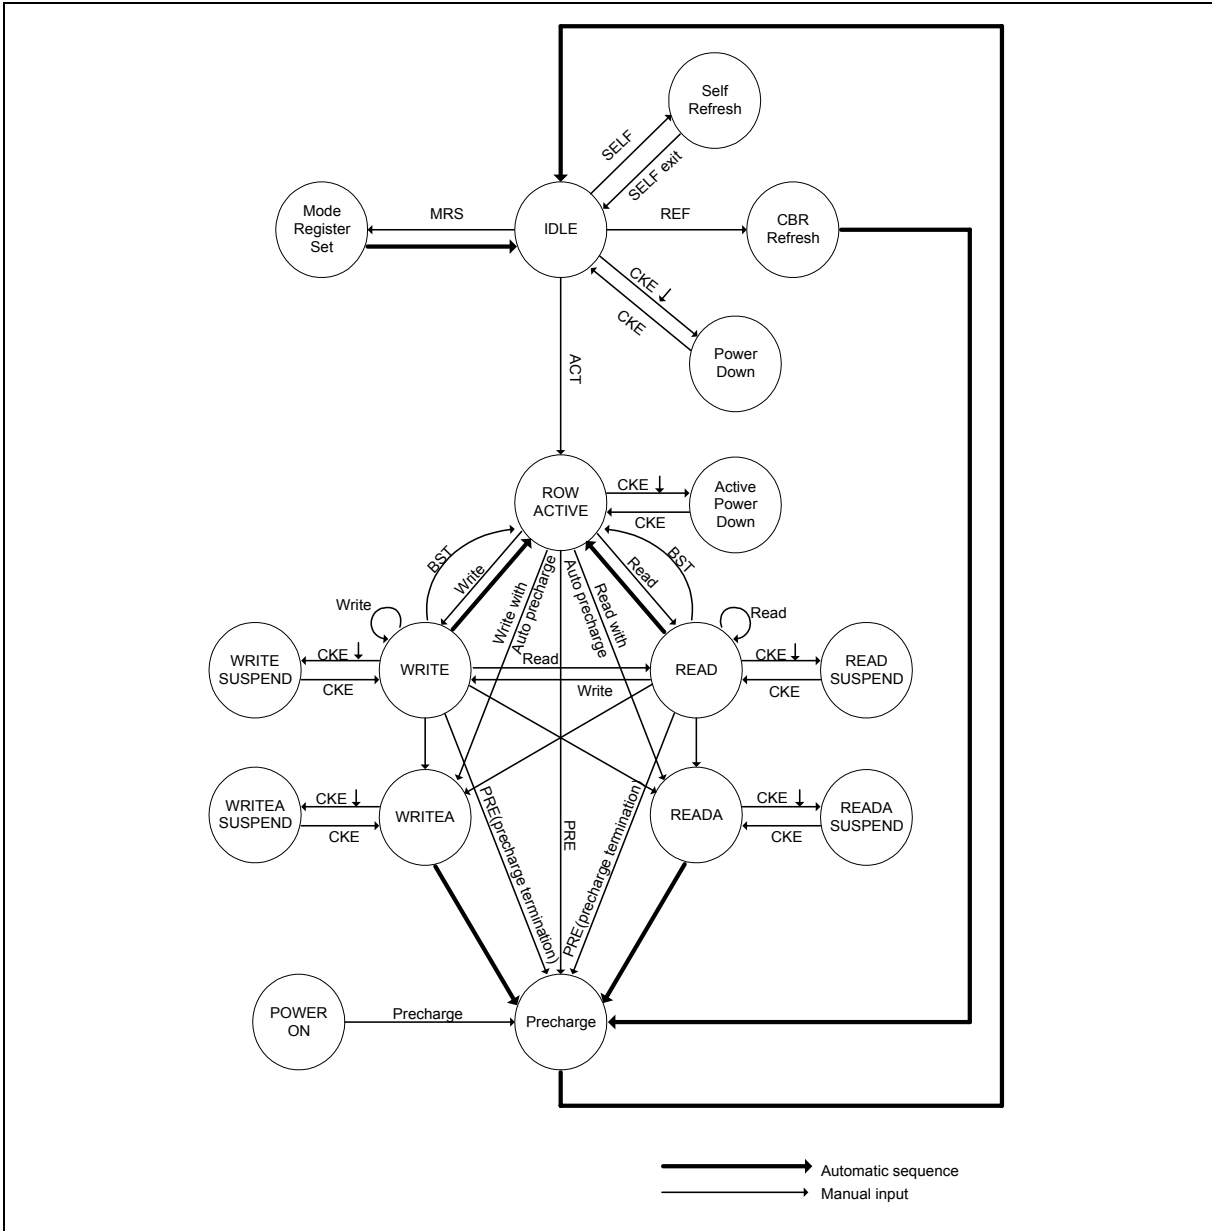 Self
Refresh
SELF
SELF exit
Mode
Register
Set
MRS
IDLE
REF
CBR
Refresh
CKE
CKE
Power
Down
ACT
ROW
ACTIVE
CKE
CKE
Active
Power
Down
BST
Write
Write with
Auto precharge
Auto precharge
Read with
Read
BST
Write
Read
WRITE
SUSPEND
CKE
CKE
WRITE
Read
Write
READ
CKE
CKE
READ
SUSPEND
WRITEA
SUSPEND
CKE
CKE
WRITEA
PRE(precharge termination)
PRE
PRE(precharge termination)
READA
CKE
CKE
READA
SUSPEND
POWER
ON
Precharge
Precharge
Automatic sequence
Manual input